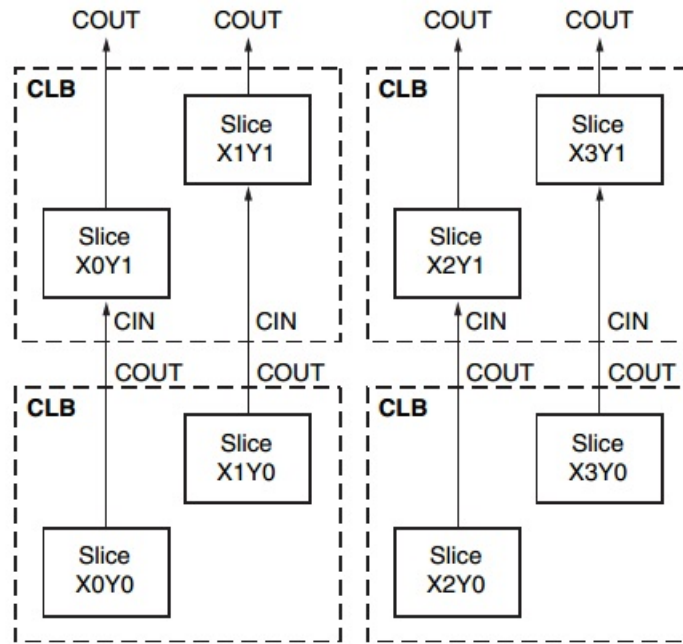 COUT COUT COUT COUT
CLB CLB
Slice Slice
X1Y1 X3Y1
Slice Slice
X0Y1 X2Y1
CIN CIN CIN CIN
COUT COUT COUT COUT
CLB CLB
Slice Slice
X1Y0 X3Y0
Slice Slice
X0Y0 X2Y0